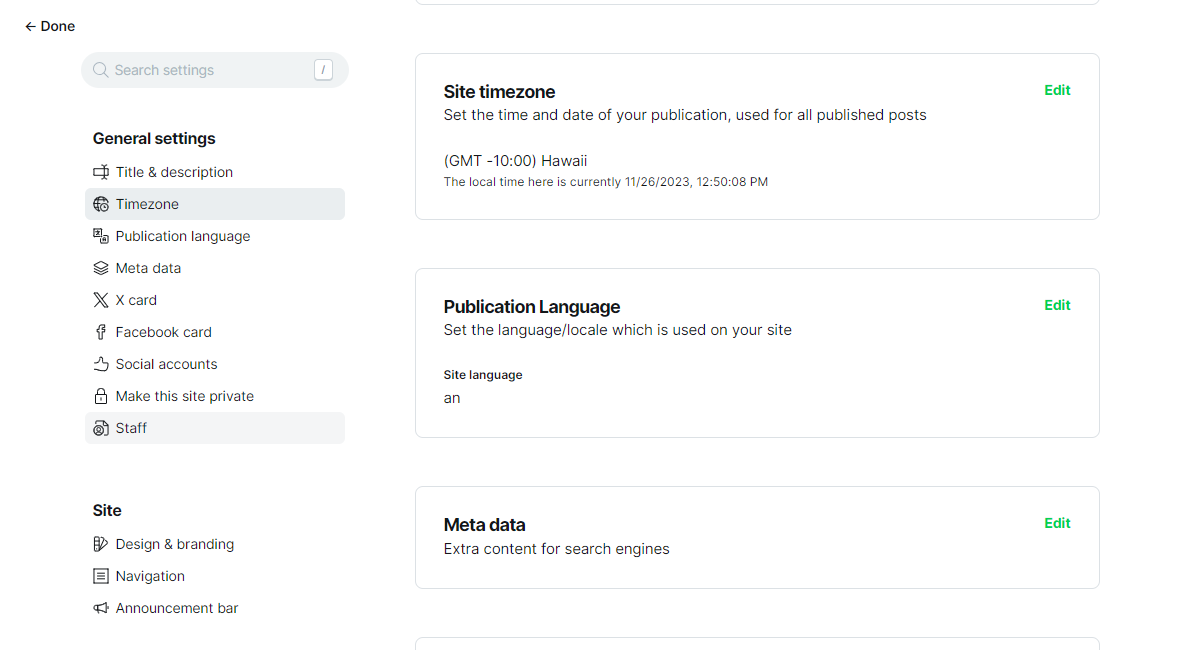 ← Done
Search settings /
General settings
Title & description
Timezone
Publication language
Meta data
X card
Facebook card
Social accounts
Make this site private
Staff
Site
Design & branding
Navigation
Announcement bar
Site timezone
Edit
Set the time and date of your publication, used for all published posts
(GMT -10:00) Hawaii
The local time here is currently 11/26/2023, 12:50:08 PM
Publication Language
Edit
Set the language/locale which is used on your site
Site language
an
Meta data
Edit
Extra content for search engines